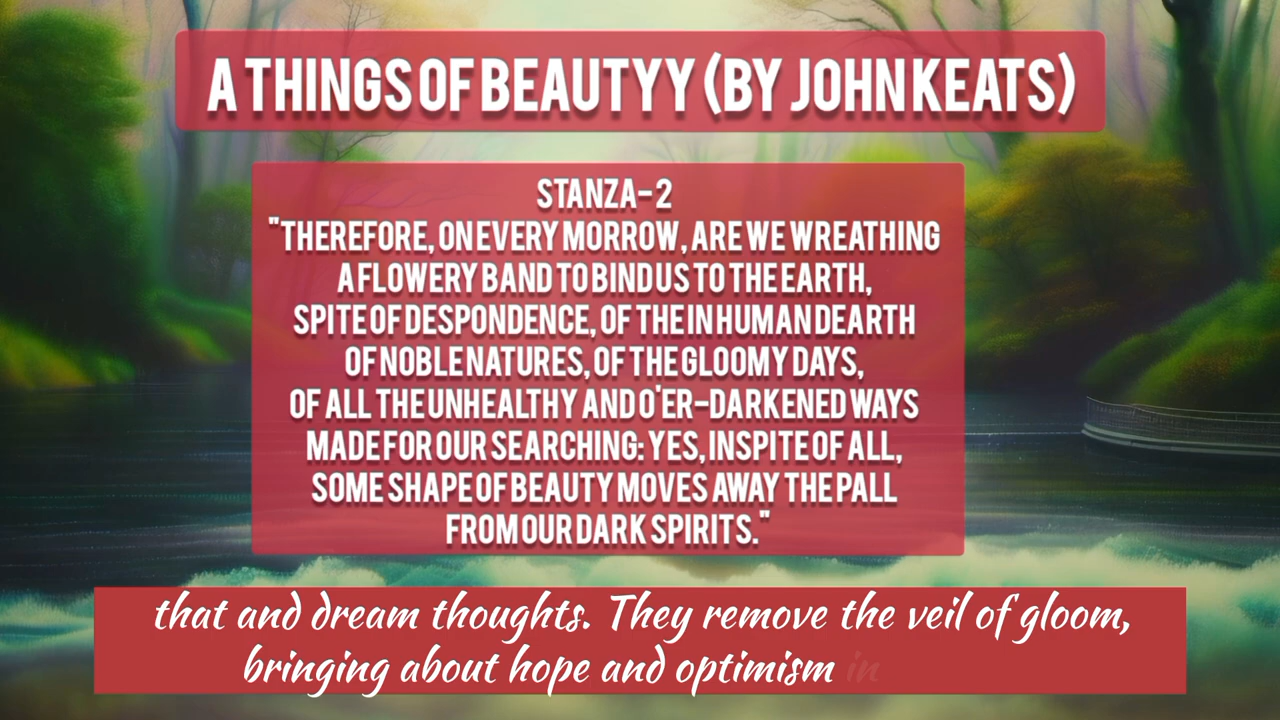 A THINGS OF BEAUTYY (BY JOHN KEATS)
STANZA- 2
"THEREFORE, ON EVERY MORROW, ARE WE WREATHING
A FLOWERY BAND TO BIND US TO THE EARTH,
SPITE OF DESPONDENCE, OF THE INHUMAN DEARTH
OF NOBLE NATURES, OF THE GLOOMY DAYS,
OF ALL THE UNHEALTHY AND O'ER-DARKENED WAYS
MADE FOR OUR SEARCHING: YES, IN SPITE OF ALL,
SOME SHAPE OF BEAUTY MOVES AWAY THE PALL
FROM OUR DARK SPIRITS."
that and dream thoughts. They remove the veil of gloom,
bringing about hope and optimism in